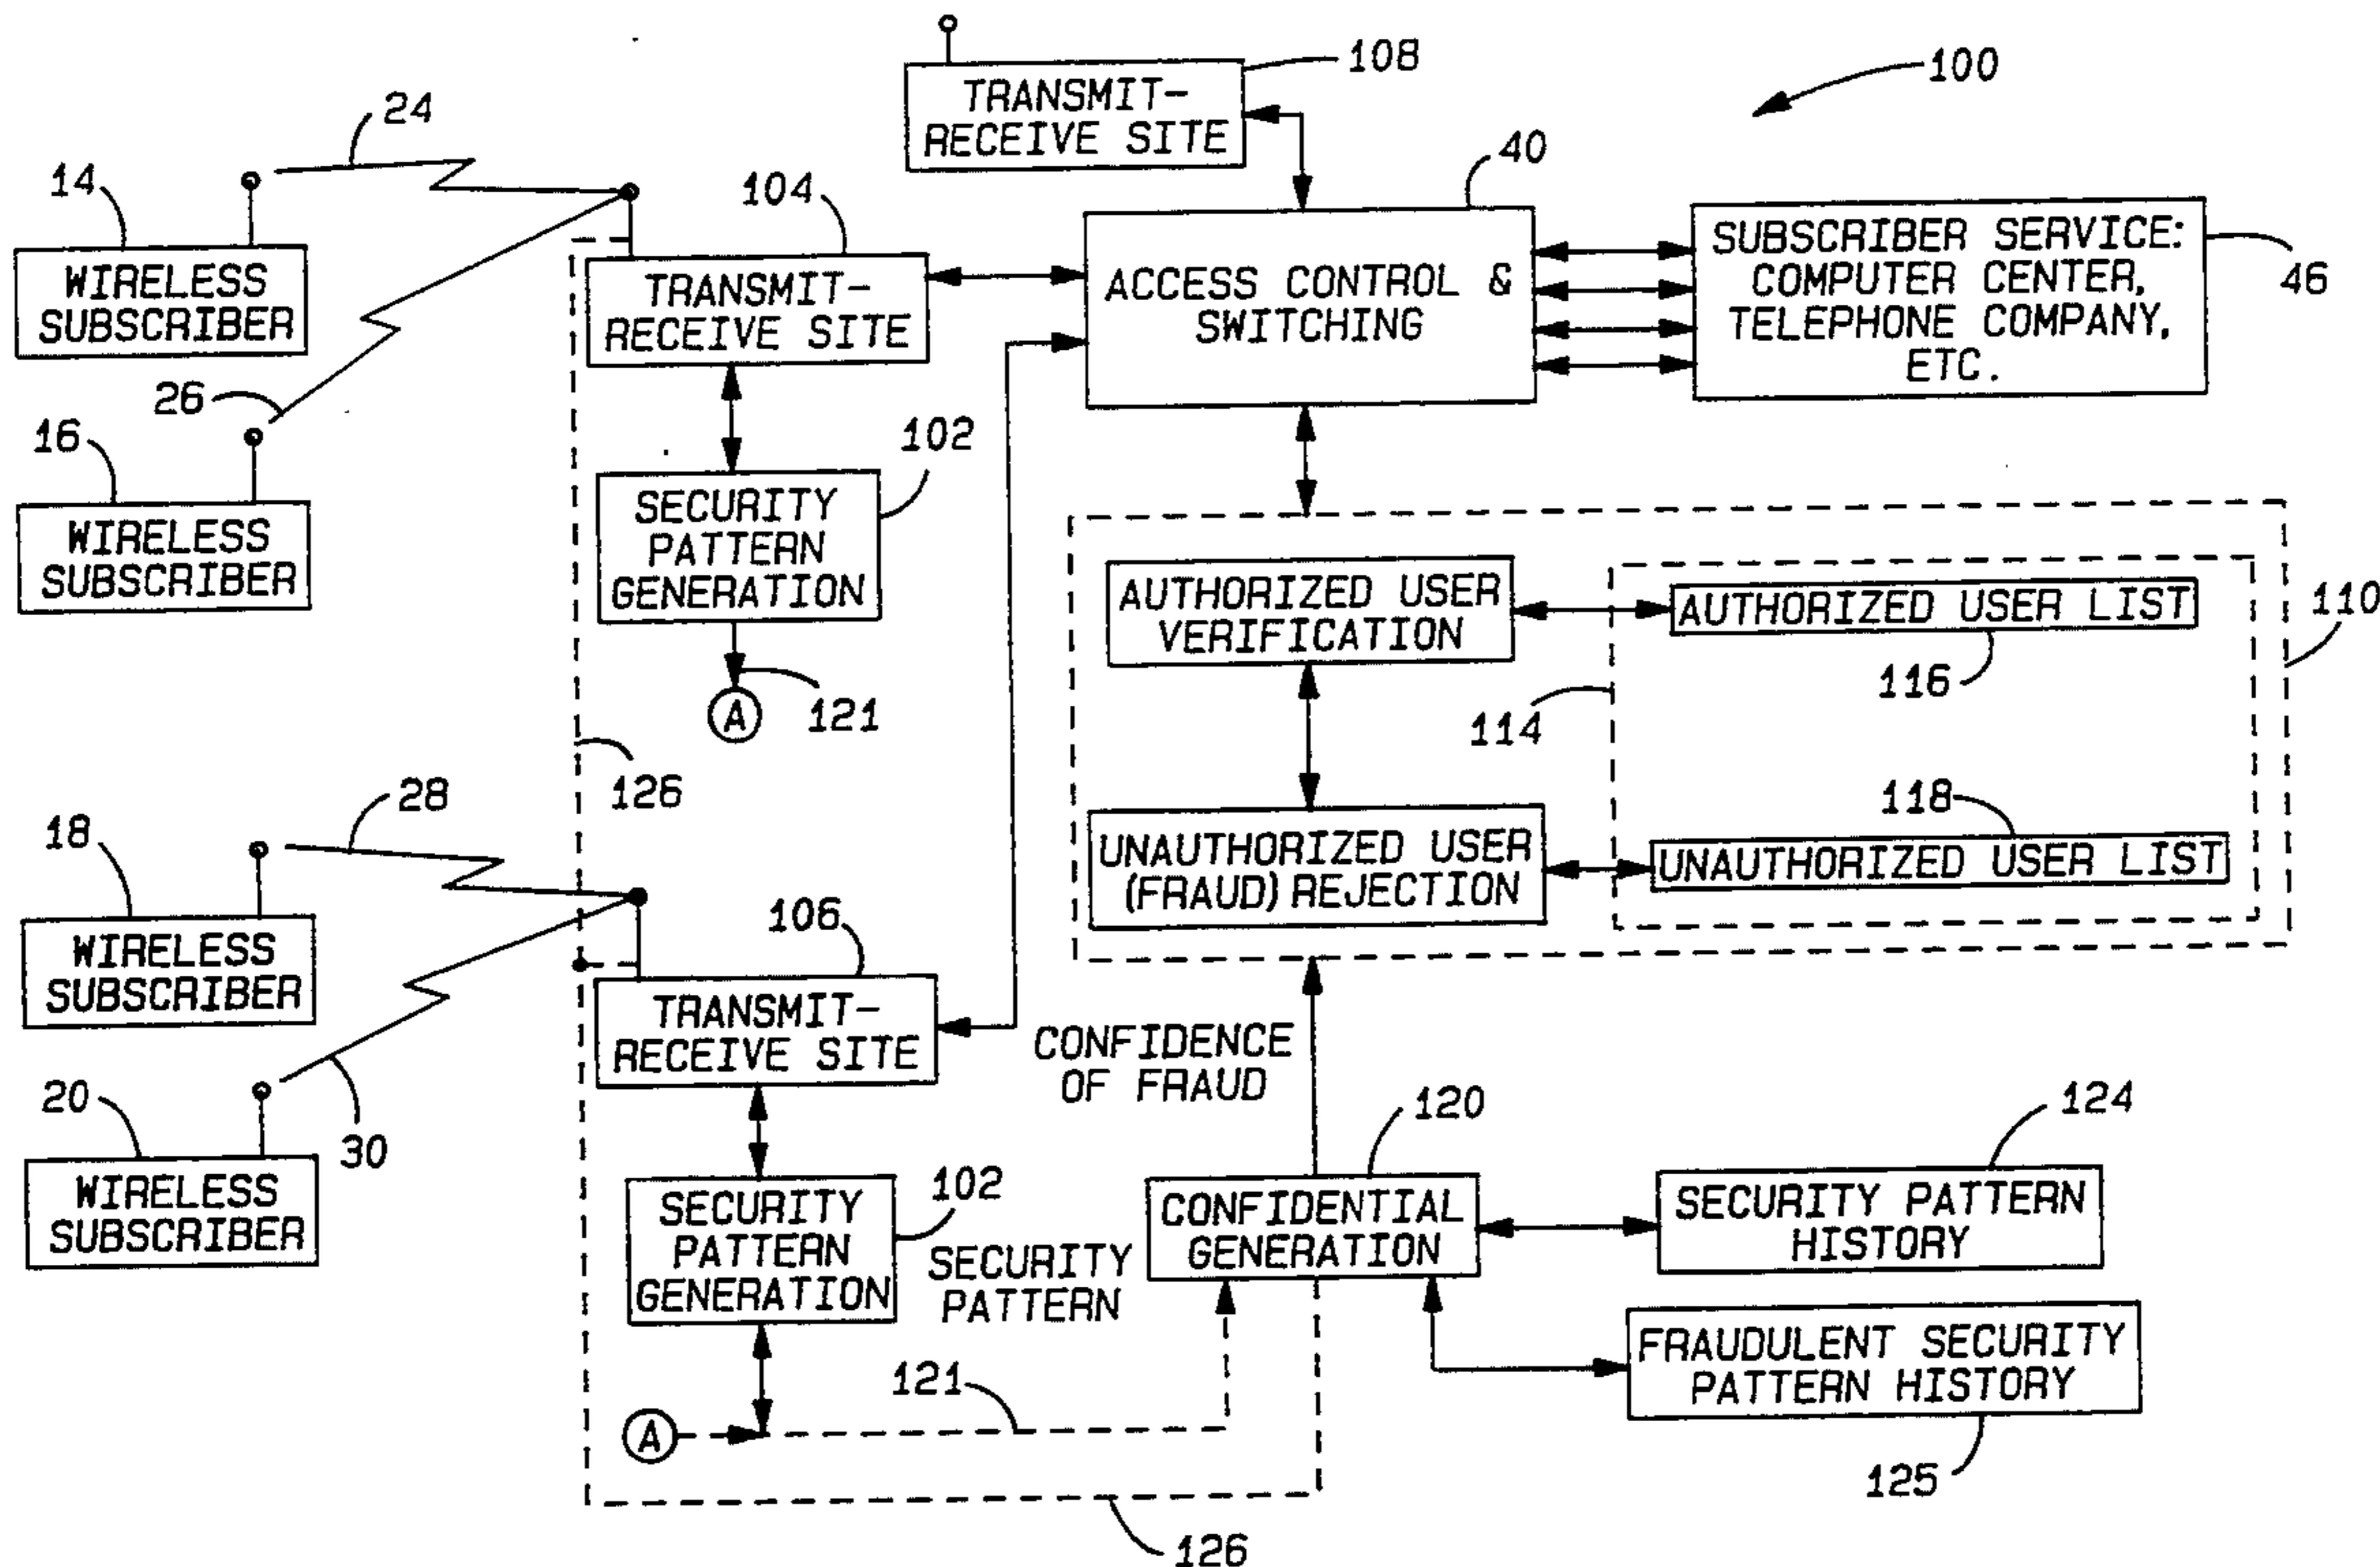 108
TRANSMIT-
RECEIVE SITE
100
24
14
104
40
WIRELESS
SUBSCRIBER
TRANSMIT-
RECEIVE SITE
ACCESS CONTROL &
SWITCHING
SUBSCRIBER SERVICE:
COMPUTER CENTER,
TELEPHONE COMPANY,
ETC.
46
26
16
WIRELESS
SUBSCRIBER
102
SECURITY
PATTERN
GENERATION
121
A
126
AUTHORIZED USER
VERIFICATION
AUTHORIZED USER LIST
116
110
114
118
UNAUTHORIZED USER
(FRAUD) REJECTION
UNAUTHORIZED USER LIST
28
18
WIRELESS
SUBSCRIBER
106
TRANSMIT-
RECEIVE SITE
30
20
WIRELESS
SUBSCRIBER
CONFIDENCE
OF FRAUD
120
124
102
SECURITY
PATTERN
GENERATION
SECURITY
PATTERN
CONFIDENTIAL
GENERATION
SECURITY PATTERN
HISTORY
FRAUDULENT SECURITY
PATTERN HISTORY
125
121
A
126